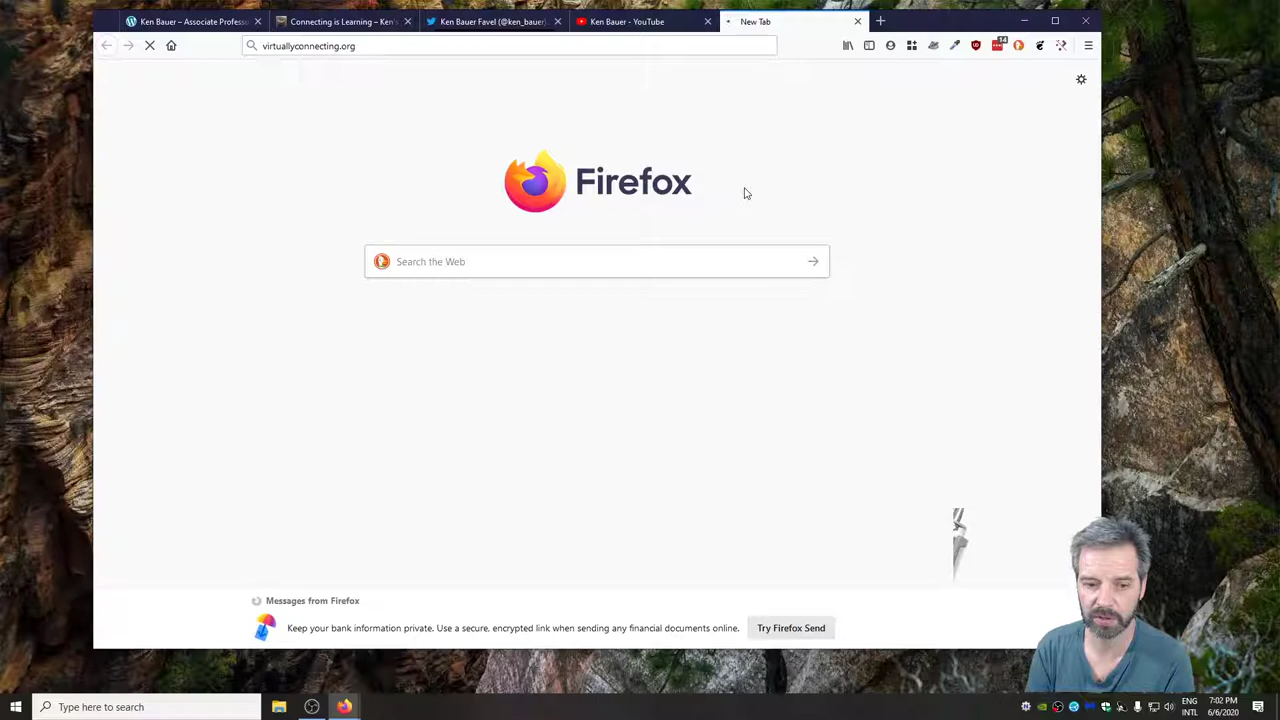 Ken Bauer – Associate Profess
Connecting is Learning – Ken's
Ken Bauer Favel (@ken_bauer)
Ken Bauer - YouTube
New Tab
virtuallyconnecting.org
14
Firefox
Search the Web
Messages from Firefox
Keep your bank information private. Use a secure, encrypted link when sending any financial documents online.
Try Firefox Send
Type here to search
ENG
INTL
7:02 PM
6/6/2020